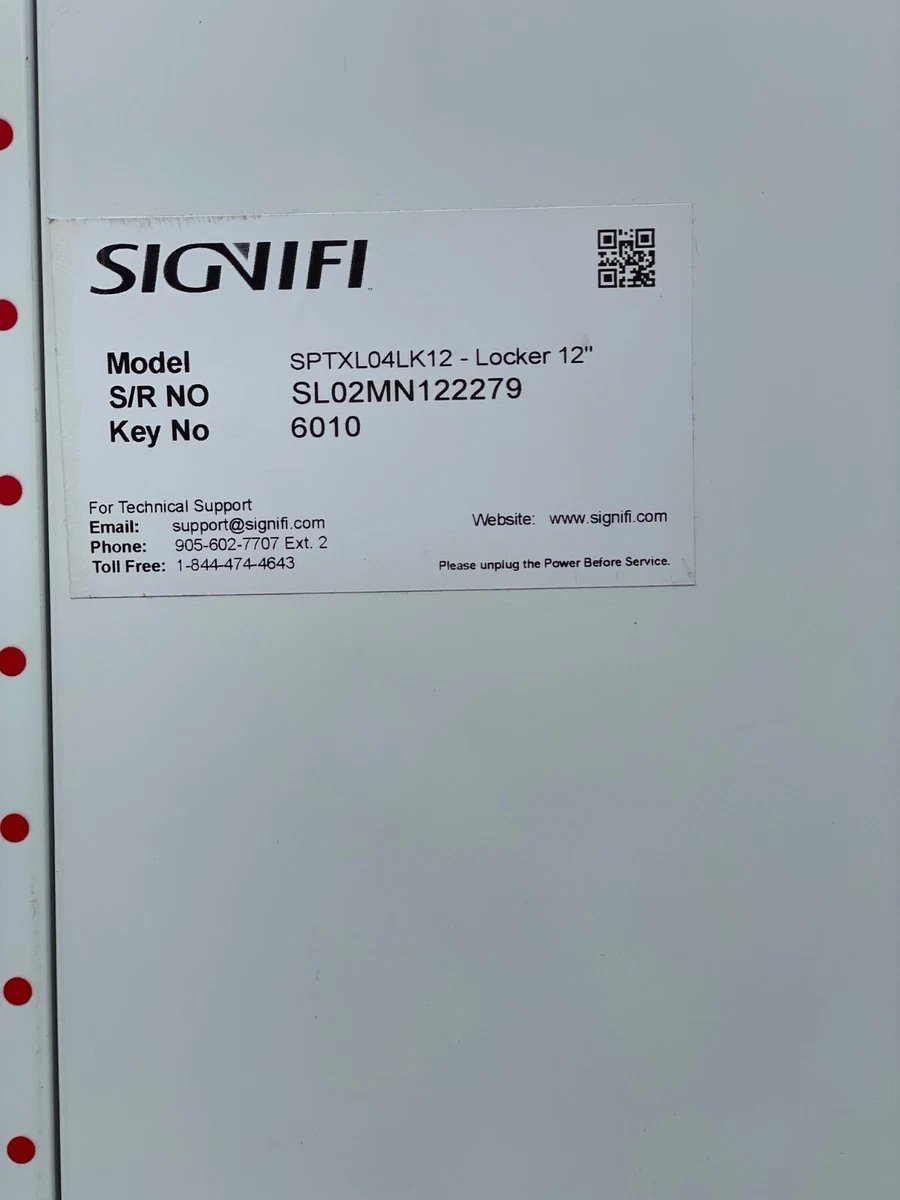 SIGNIFI
Model SPTXL04LK12 - Locker 12"
S/R NO SL02MN122279
Key No 6010
For Technical Support
Email: support@signifi.com
Phone: 905-602-7707 Ext. 2
Toll Free: 1-844-474-4643
Website: www.signifi.com
Please unplug the Power Before Service.